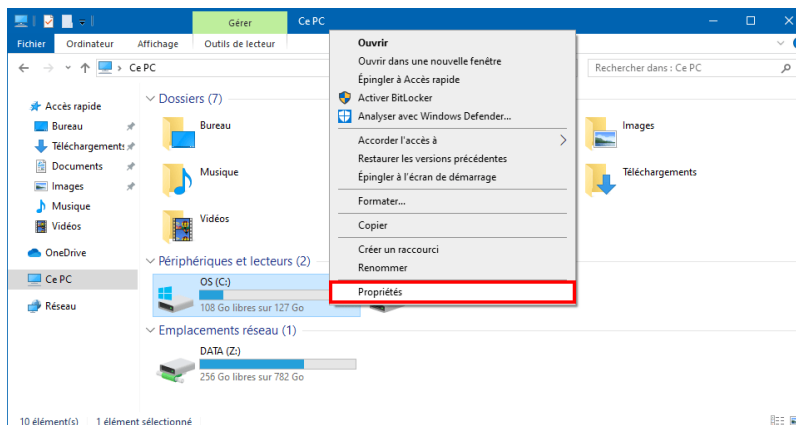 Gérer
Ce PC
Fichier
Ordinateur
Affichage
Outils de lecteur
Ce PC
Rechercher dans : Ce PC
Accès rapide
Bureau
Téléchargements
Documents
Images
Musique
Vidéos
OneDrive
Ce PC
Réseau
Dossiers (7)
Bureau
Musique
Vidéos
Images
Téléchargements
Périphériques et lecteurs (2)
OS (C:)
108 Go libres sur 127 Go
Emplacements réseau (1)
DATA (Z:)
256 Go libres sur 782 Go
Ouvrir
Ouvrir dans une nouvelle fenêtre
Épingler à Accès rapide
Activer BitLocker
Analyser avec Windows Defender...
Accorder l'accès à
Restaurer les versions précédentes
Épingler à l'écran de démarrage
Formater...
Copier
Créer un raccourci
Renommer
Propriétés
10 élément(s)
1 élément sélectionné